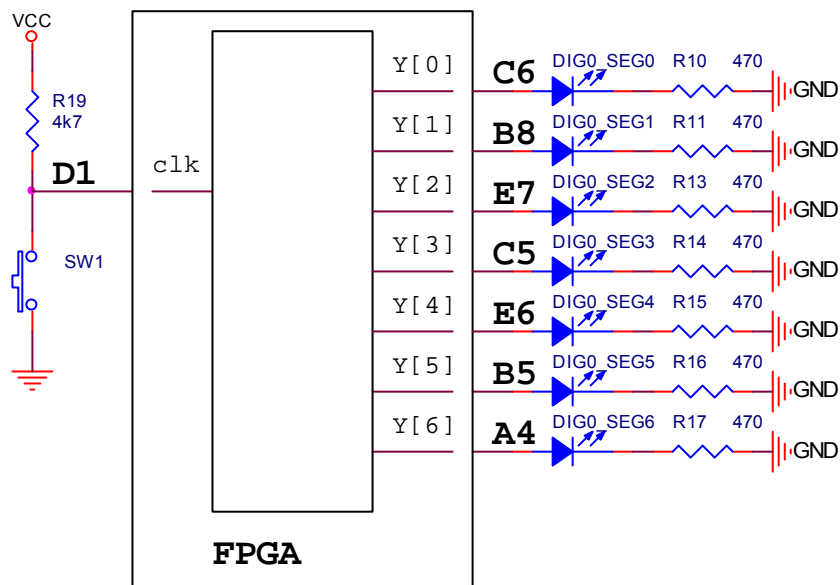 VCC
R19
4k7
D1
SW1
clk
FPGA
Y[0] C6 DIG0_SEG0 R10 470 GND
Y[1] B8 DIG0_SEG1 R11 470 GND
Y[2] E7 DIG0_SEG2 R13 470 GND
Y[3] C5 DIG0_SEG3 R14 470 GND
Y[4] E6 DIG0_SEG4 R15 470 GND
Y[5] B5 DIG0_SEG5 R16 470 GND
Y[6] A4 DIG0_SEG6 R17 470 GND